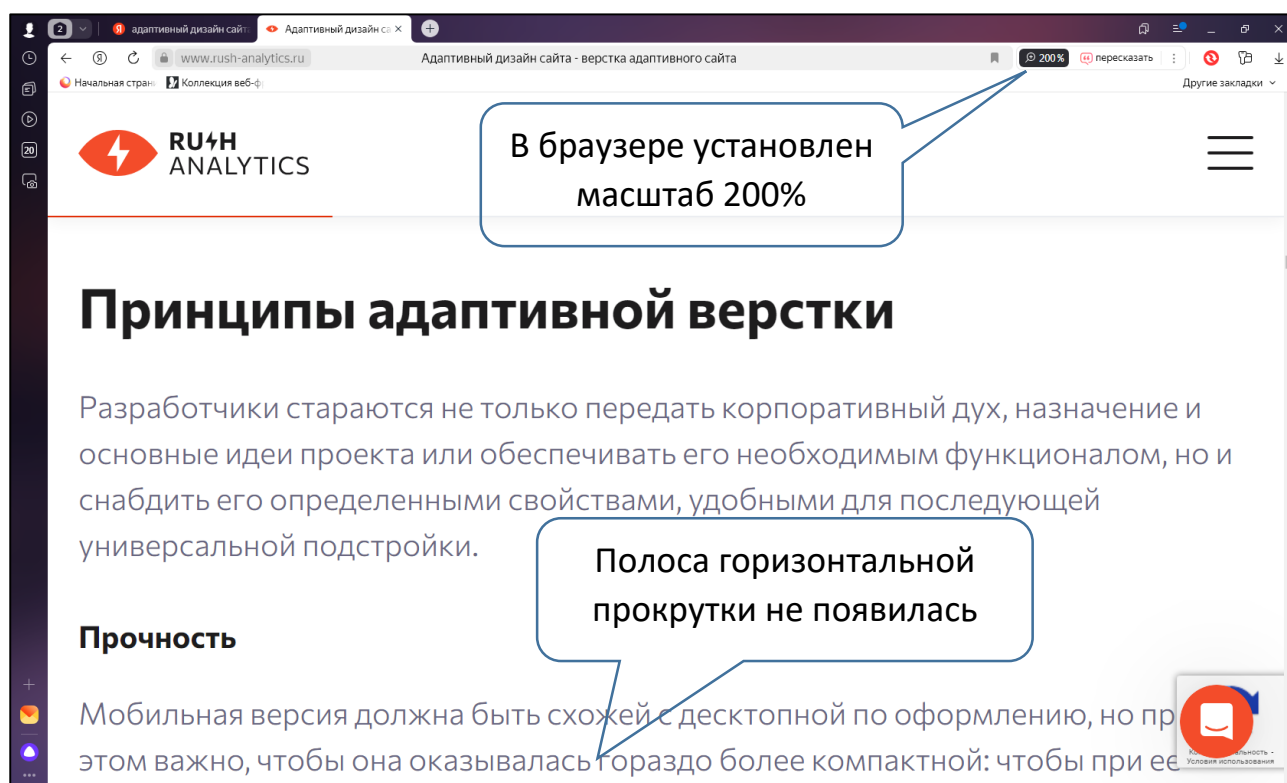 2
адаптивный дизайн сайт
Адаптивный дизайн са
www.rush-analytics.ru
Адаптивный дизайн сайта - верстка адаптивного сайта
200 %
пересказать
Начальная стран
Коллекция веб-ф
Другие закладки
20
RUSH
ANALYTICS
В браузере установлен
масштаб 200%
Принципы адаптивной верстки
Разработчики стараются не только передать корпоративный дух, назначение и
основные идеи проекта или обеспечивать его необходимым функционалом, но и
снабдить его определенными свойствами, удобными для последующей
универсальной подстройки.
Полоса горизонтальной
прокрутки не появилась
Прочность
Мобильная версия должна быть схожей с десктопной по оформлению, но пр
этом важно, чтобы она оказывалась гораздо более компактной: чтобы при ее
Условия использования